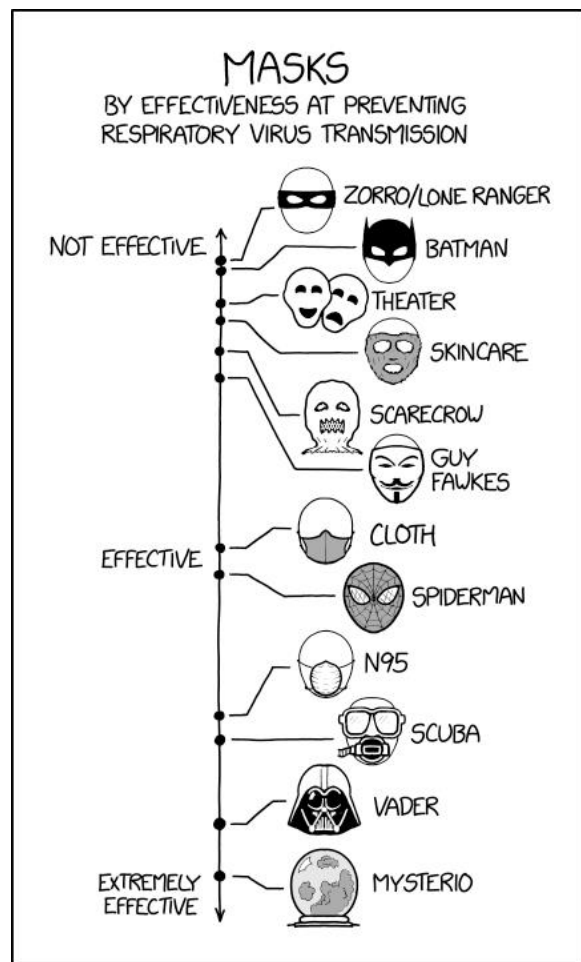 MASKS
BY EFFECTIVENESS AT PREVENTING
RESPIRATORY VIRUS TRANSMISSION
ZORRO/LONE RANGER
NOT EFFECTIVE
BATMAN
THEATER
SKINCARE
SCARECROW
GUY
FAWKES
CLOTH
EFFECTIVE
SPIDERMAN
N95
SCUBA
VADER
MYSTERIO
EXTREMELY
EFFECTIVE